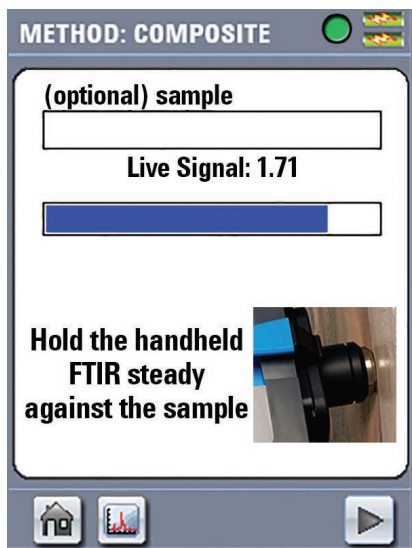 METHOD: COMPOSITE
(optional) sample
Live Signal: 1.71
Hold the handheld
FTIR steady
against the sample